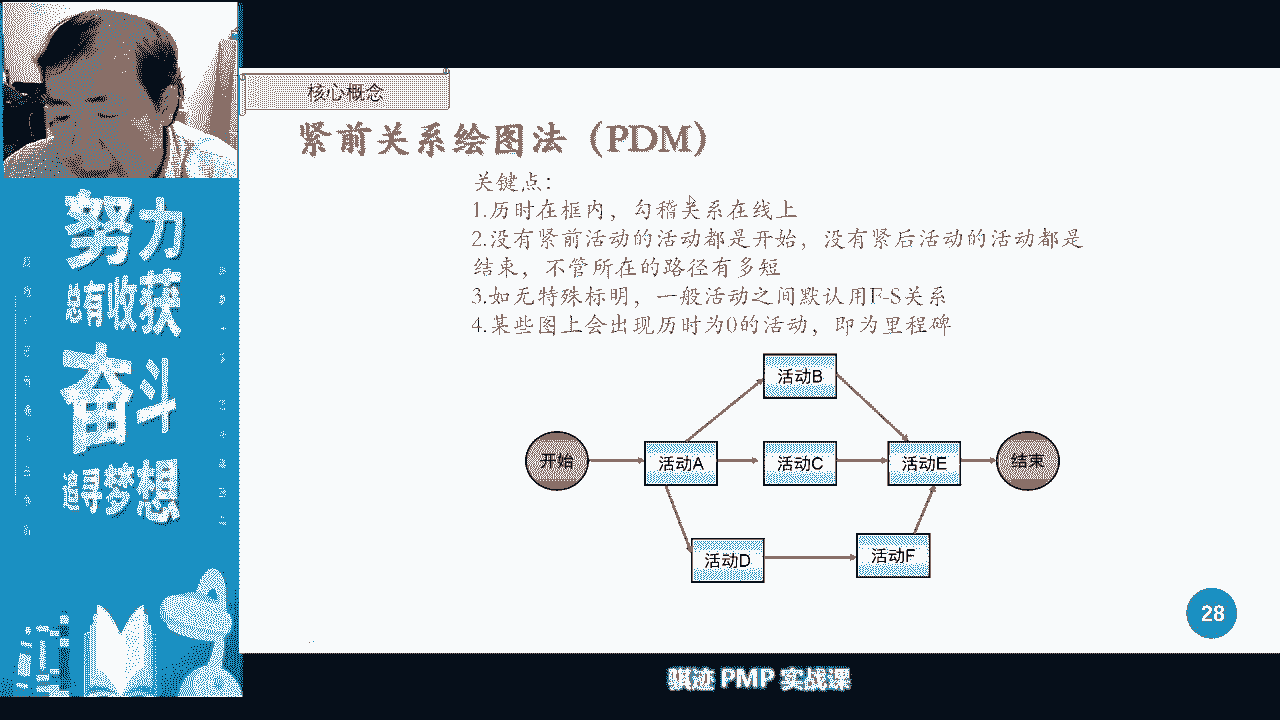 核心概念
紧前关系绘图法（PDM）
关键点：
1.历时在框内，勾稽关系在线上
2.没有紧前活动的活动都是开始，没有紧后活动的活动都是
结束，不管所在的路径有多短
3.如无特殊标明，一般活动之间默认用F-S关系
4.某些图上会出现历时为0的活动，即为里程碑
努力
总有收获
奋斗
追寻梦想
活动B
开始
活动A
活动C
活动E
结束
活动D
活动F
28
骐迹 PMP 实战课